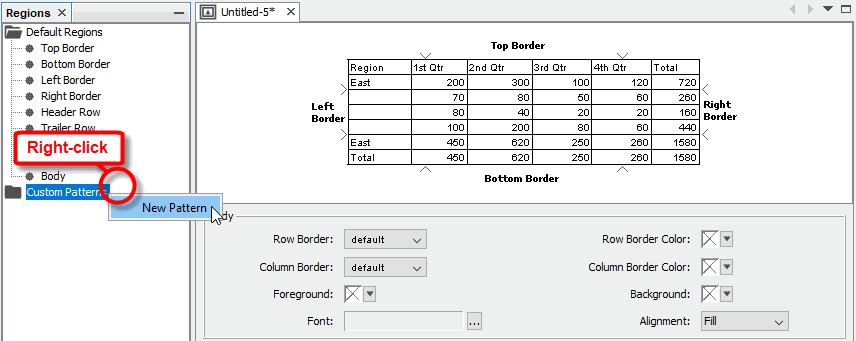 Regions
Default Regions
Top Border
Bottom Border
Left Border
Right Border
Header Row
Trailer Row
Right-click
Body
Custom Patterns
New Pattern
Untitled-5*
Top Border
Region 1st Qtr 2nd Qtr 3rd Qtr 4th Qtr Total
East 200 300 100 120 720
70 80 50 60 260
80 40 20 20 160
100 200 80 60 440
East 450 620 250 260 1580
Total 450 620 250 260 1580
Left
Border
Right
Border
Bottom Border
Row Border: default Row Border Color:
Column Border: default Column Border Color:
Foreground: Background:
Font: ... Alignment: Fill